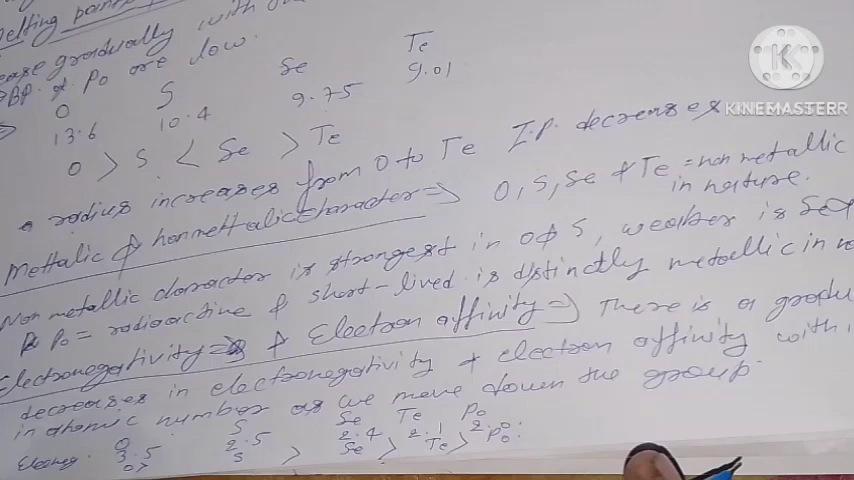 Melting point
ease gradually with
BP. & Po are low.
O S Se Te
13.6 10.4 9.75 9.01
O > S < Se > Te
radius increases from O to Te I.P. decreases
Mettalic & nonmettalic character => O, S, Se & Te = non metallic
in nature.
Non metallic character is strongest in O & S, weaker is Se &
Po = radioactive & short-lived is distinctly metallic in
Electronegativity => & Electron affinity => There is a gradu
decreases in electronegativity & electron affinity with
in atomic number as we move down the group.
O S Se Te Po
Electroneg. 3.5 2.5 2.4 2.1 2.0
O> S > Se > Te > Po.
KINEMASTER